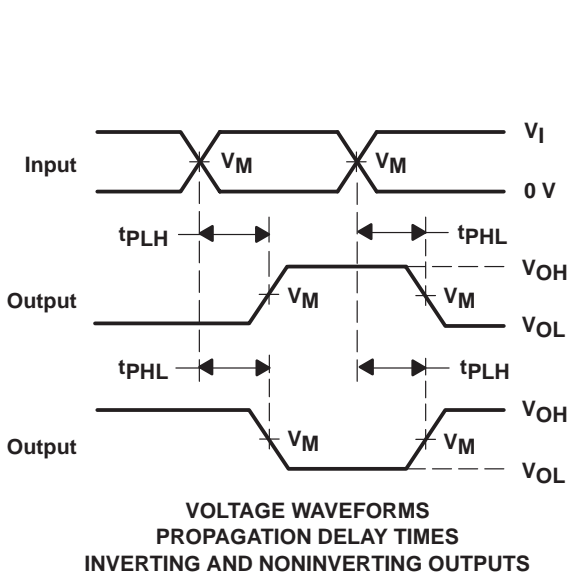 VI
Input
VM
VM
0 V
tPLH
tPHL
VOH
Output
VM
VM
VOL
tPHL
tPLH
VOH
Output
VM
VM
VOL
VOLTAGE WAVEFORMS
PROPAGATION DELAY TIMES
INVERTING AND NONINVERTING OUTPUTS